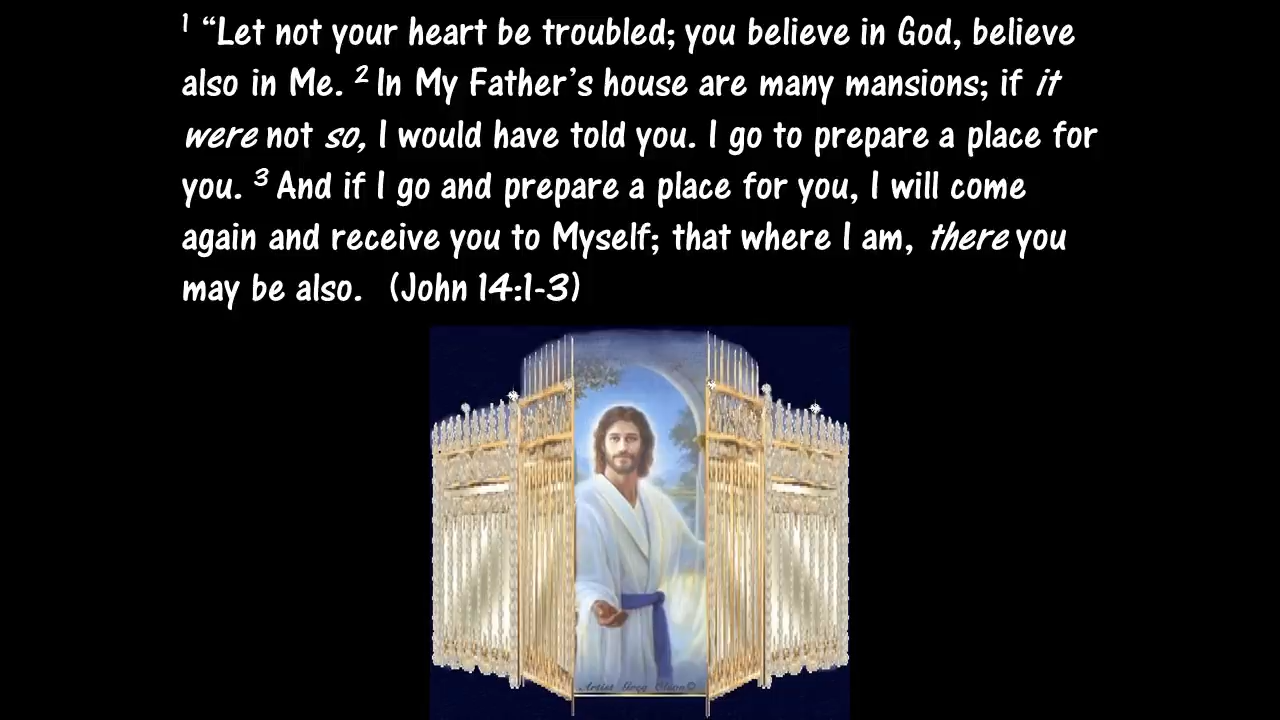 1 “Let not your heart be troubled; you believe in God, believe
also in Me. 2 In My Father’s house are many mansions; if it
were not so, I would have told you. I go to prepare a place for
you. 3 And if I go and prepare a place for you, I will come
again and receive you to Myself; that where I am, there you
may be also. (John 14:1-3)
Artist Greg Olsen©